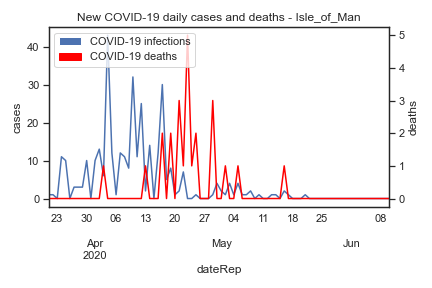 New COVID-19 daily cases and deaths - Isle_of_Man
COVID-19 infections
COVID-19 deaths
cases
40
30
20
10
0
deaths
5
4
3
2
1
0
23 30 06 13 20 27 04 11 18 25 08
Apr May Jun
2020
dateRep